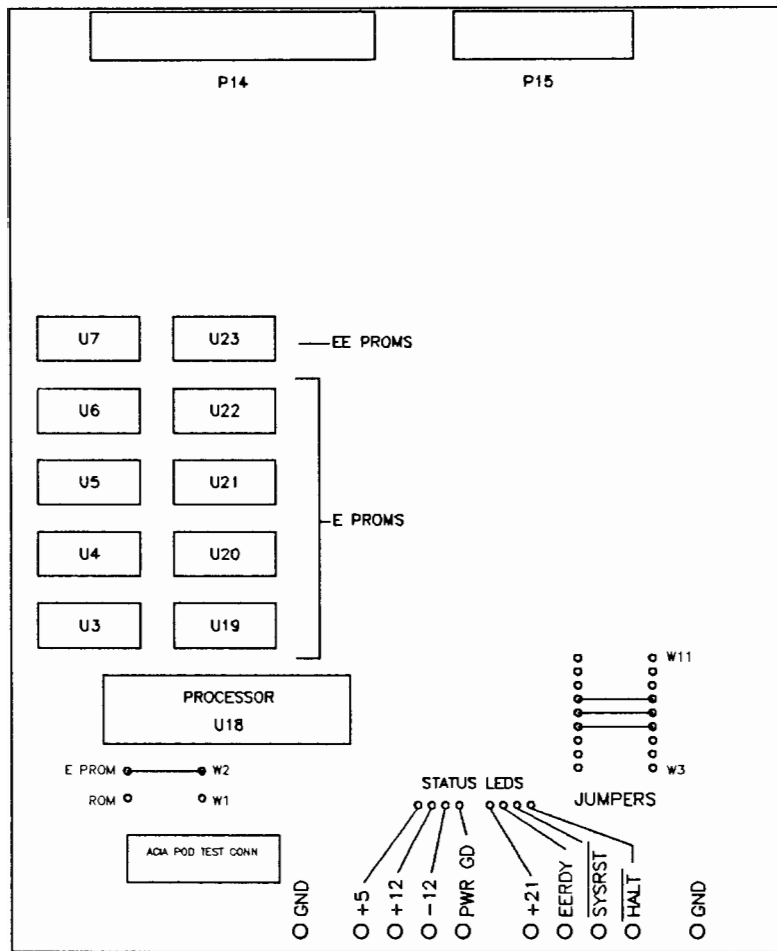 P14 P15
U7 U23 EE PROMS
U6 U22
U5 U21
E PROMS
U4 U20
U3 U19
W11
PROCESSOR
U18
E PROM W2
W3
STATUS LEDS
JUMPERS
ROM W1
ACIA POD TEST CONN
GND
+5
+12
-12
PWR GD
+21
EERDY
SYSRST
HALT
GND